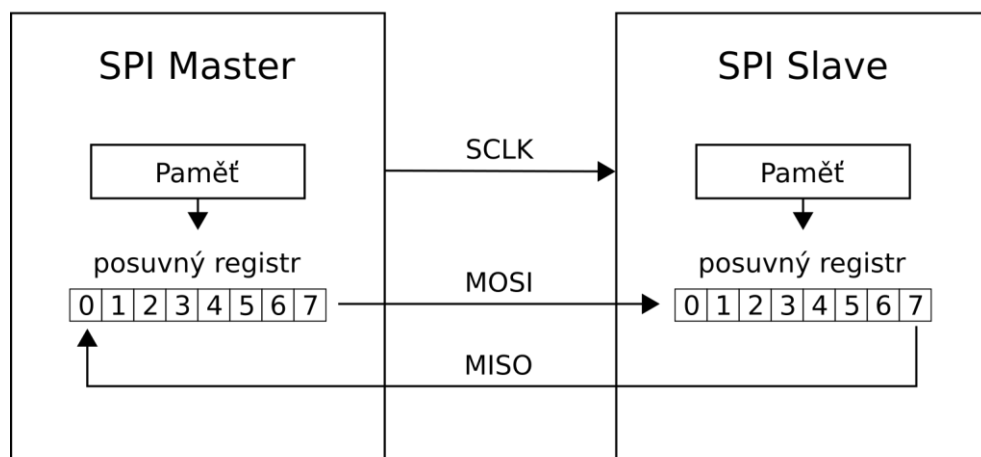 SPI Master
SPI Slave
SCLK
Paměť
Paměť
posuvný registr
MOSI
posuvný registr
0 1 2 3 4 5 6 7
0 1 2 3 4 5 6 7
MISO